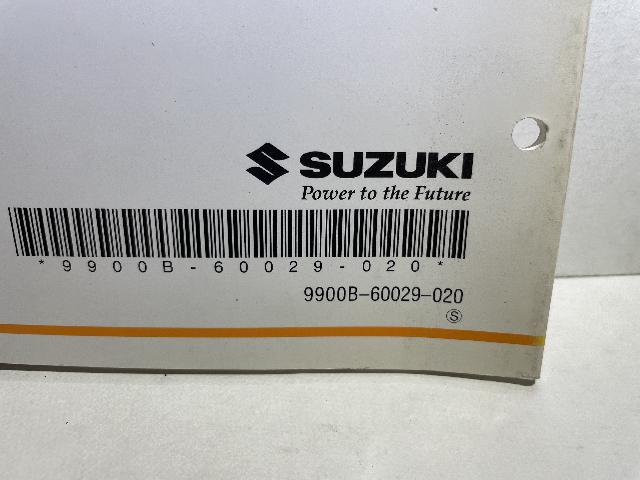 SUZUKI
Power to the Future
*9900B-60029-020*
9900B-60029-020
S